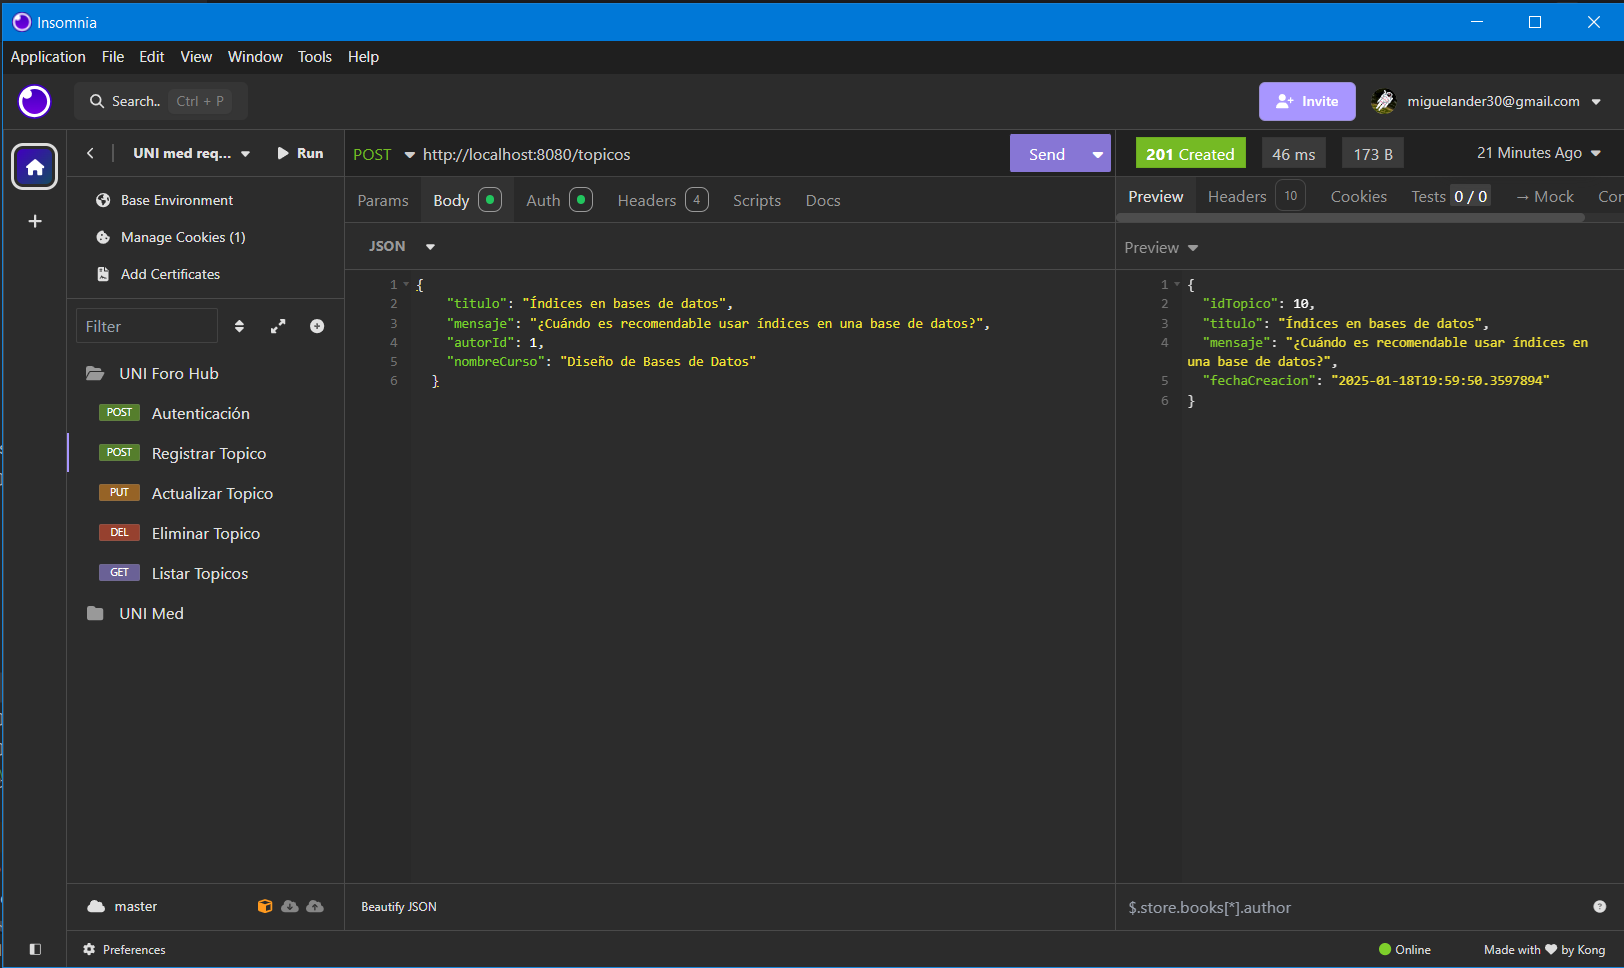 Insomnia
Application File Edit View Window Tools Help
Search.. Ctrl + P
Invite
miguelander30@gmail.com
UNI med req... Run
POST http://localhost:8080/topicos
Send
201 Created 46 ms 173 B 21 Minutes Ago
Base Environment
Manage Cookies (1)
Add Certificates
Filter
UNI Foro Hub
POST Autenticación
POST Registrar Topico
PUT Actualizar Topico
DEL Eliminar Topico
GET Listar Topicos
UNI Med
Params Body Auth Headers 4 Scripts Docs
JSON
1 {
2 "titulo": "Índices en bases de datos",
3 "mensaje": "¿Cuándo es recomendable usar índices en una base de datos?",
4 "autorId": 1,
5 "nombreCurso": "Diseño de Bases de Datos"
6 }
Preview Headers 10 Cookies Tests 0 / 0 → Mock Cor
Preview
1 {
2 "idTopico": 10,
3 "titulo": "Índices en bases de datos",
4 "mensaje": "¿Cuándo es recomendable usar índices en
una base de datos?",
5 "fechaCreacion": "2025-01-18T19:59:50.3597894"
6 }
master
Beautify JSON
$.store.books[*].author
Preferences
Online
Made with ❤ by Kong